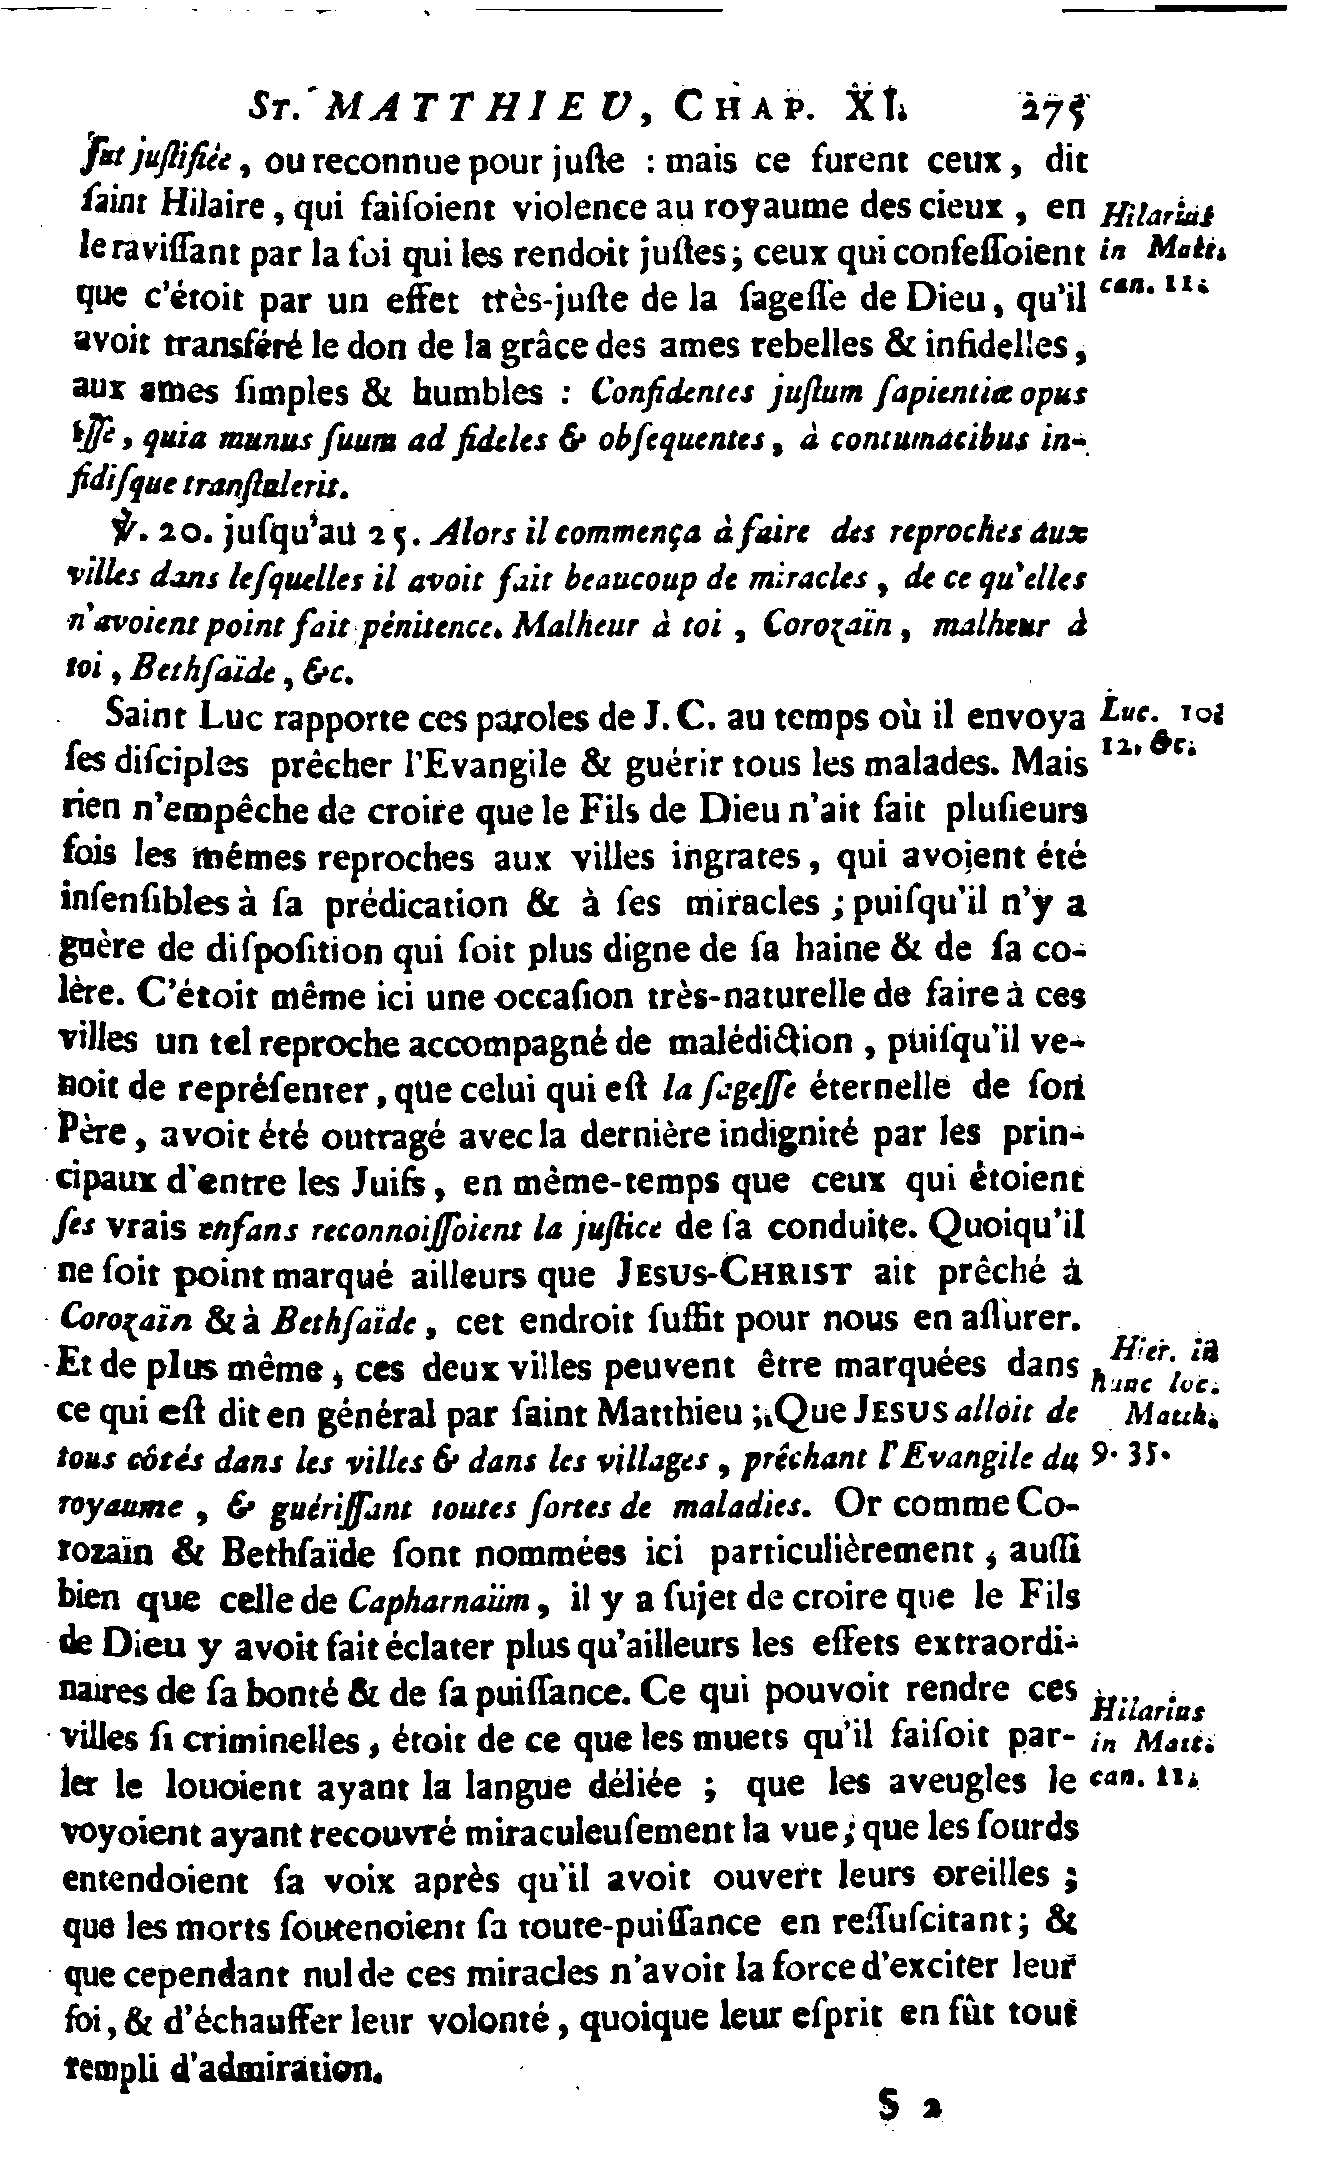 ST. MATTHIEU, CHAP. XI. 275
fut juſtifiée, ou reconnue pour juſte : mais ce furent ceux, dit
ſaint Hilaire, qui faiſoient violence au royaume des cieux, en
le raviſſant par la foi qui les rendoit juſtes; ceux qui confeſſoient
que c'étoit par un effet très-juſte de la ſageſſe de Dieu, qu'il
avoit transféré le don de la grâce des ames rebelles & infidelles,
aux ames ſimples & humbles : Confidentes juſtum ſapientiæ opus
eſſe, quia munus ſuum ad fideles & obſequentes, à contumacibus in-
fidiſque tranſtulerit.
Hilarius
in Matt.
can. 11.
℣. 20. juſqu'au 25. Alors il commença à faire des reproches aux
villes dans leſquelles il avoit fait beaucoup de miracles, de ce qu'elles
n'avoient point fait pénitence. Malheur à toi, Corozaïn, malheur à
toi, Bethſaïde, &c.
Saint Luc rapporte ces paroles de J. C. au temps où il envoya
ſes diſciples prêcher l'Evangile & guérir tous les malades. Mais
rien n'empêche de croire que le Fils de Dieu n'ait fait pluſieurs
fois les mêmes reproches aux villes ingrates, qui avoient été
inſenſibles à ſa prédication & à ſes miracles ; puiſqu'il n'y a
guère de diſpoſition qui ſoit plus digne de ſa haine & de ſa co-
lère. C'étoit même ici une occaſion très-naturelle de faire à ces
villes un tel reproche accompagné de malédiction, puiſqu'il ve-
noit de repréſenter, que celui qui eſt la ſageſſe éternelle de ſon
Père, avoit été outragé avec la dernière indignité par les prin-
cipaux d'entre les Juifs, en même-temps que ceux qui étoient
ſes vrais enfans reconnoiſſoient la juſtice de ſa conduite. Quoiqu'il
ne ſoit point marqué ailleurs que JESUS-CHRIST ait prêché à
Corozaïn & à Bethſaïde, cet endroit ſuffit pour nous en aſſurer.
Et de plus même, ces deux villes peuvent être marquées dans
ce qui eſt dit en général par ſaint Matthieu ; Que JESUS alloit de
tous côtés dans les villes & dans les villages, prêchant l'Evangile du
royaume, & guériſſant toutes ſortes de maladies. Or comme Co-
rozaïn & Bethſaïde ſont nommées ici particulièrement, auſſi
bien que celle de Capharnaüm, il y a ſujet de croire que le Fils
de Dieu y avoit fait éclater plus qu'ailleurs les effets extraordi-
naires de ſa bonté & de ſa puiſſance. Ce qui pouvoit rendre ces
villes ſi criminelles, étoit de ce que les muets qu'il faiſoit par-
ler le louoient ayant la langue déliée ; que les aveugles le
voyoient ayant recouvré miraculeuſement la vue; que les ſourds
entendoient ſa voix après qu'il avoit ouvert leurs oreilles ;
que les morts ſoutenoient ſa toute-puiſſance en reſſuſcitant; &
que cependant nul de ces miracles n'avoit la force d'exciter leur
foi, & d'échauffer leur volonté, quoique leur eſprit en fût tout
rempli d'admiration.
Luc. 10.
12. &c.
Hier. in
hunc loc.
Matth.
9. 35.
Hilarius
in Matt.
can. 11.
S 2